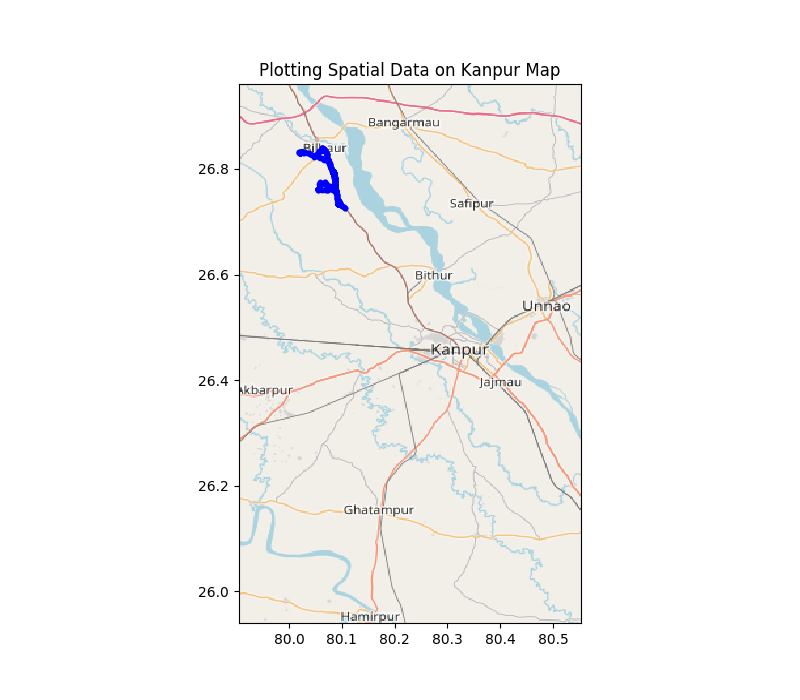 Plotting Spatial Data on Kanpur Map
Bangarmau
Bilhaur
26.8
Safipur
26.6
Bithur
Unnao
Kanpur
26.4
Jajmau
Akbarpur
26.2
Ghatampur
26.0
Hamirpur
80.0 80.1 80.2 80.3 80.4 80.5